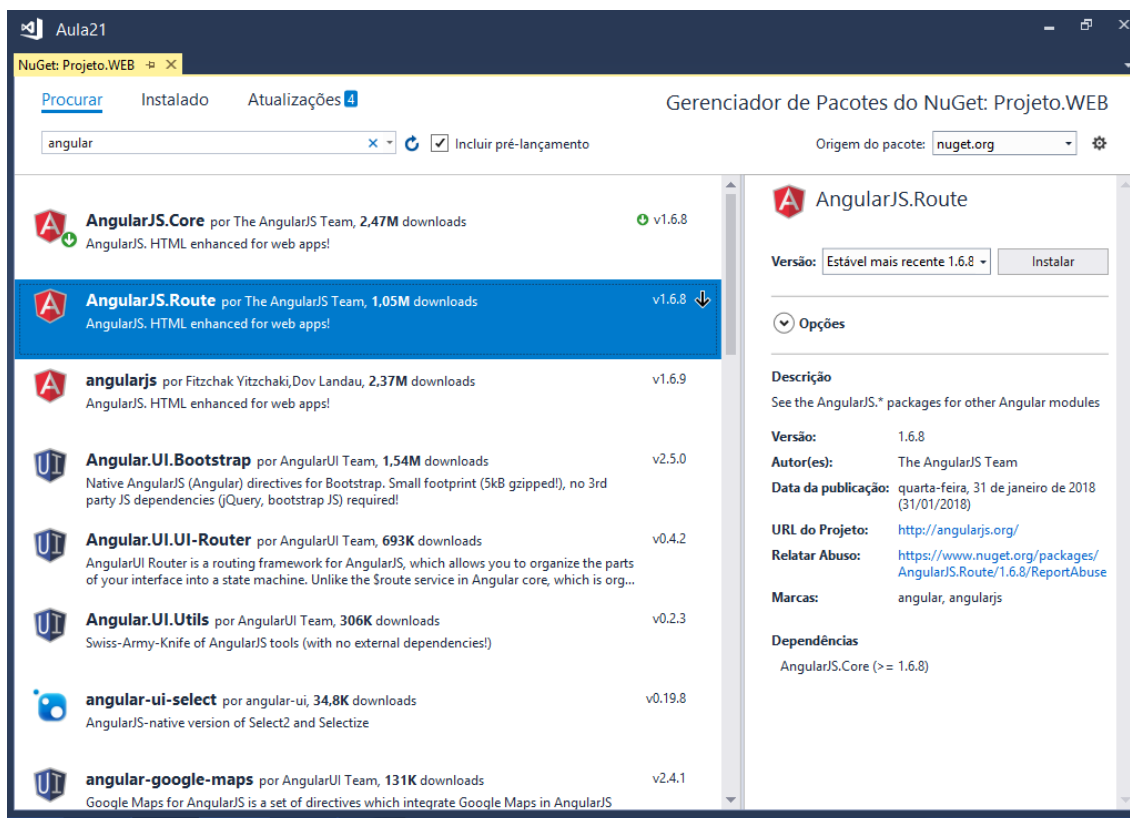 Aula21
NuGet: Projeto.WEB
Procurar Instalado Atualizações 4
Gerenciador de Pacotes do NuGet: Projeto.WEB
angular
Incluir pré-lançamento
Origem do pacote: nuget.org
AngularJS.Core por The AngularJS Team, 2,47M downloads
v1.6.8
AngularJS. HTML enhanced for web apps!
AngularJS.Route por The AngularJS Team, 1,05M downloads
v1.6.8
AngularJS. HTML enhanced for web apps!
angularjs por Fitzchak Yitzchaki,Dov Landau, 2,37M downloads
v1.6.9
AngularJS. HTML enhanced for web apps!
Angular.UI.Bootstrap por AngularUI Team, 1,54M downloads
v2.5.0
Native AngularJS (Angular) directives for Bootstrap. Small footprint (5kB gzipped!), no 3rd
party JS dependencies (jQuery, bootstrap JS) required!
Angular.UI.UI-Router por AngularUI Team, 693K downloads
v0.4.2
AngularUI Router is a routing framework for AngularJS, which allows you to organize the parts
of your interface into a state machine. Unlike the $route service in Angular core, which is org...
Angular.UI.Utils por AngularUI Team, 306K downloads
v0.2.3
Swiss-Army-Knife of AngularJS tools (with no external dependencies!)
angular-ui-select por angular-ui, 34,8K downloads
v0.19.8
AngularJS-native version of Select2 and Selectize
angular-google-maps por AngularUI Team, 131K downloads
v2.4.1
Google Maps for AngularJS is a set of directives which integrate Google Maps in AngularJS
AngularJS.Route
Versão: Estável mais recente 1.6.8 Instalar
Opções
Descrição
See the AngularJS.* packages for other Angular modules
Versão: 1.6.8
Autor(es): The AngularJS Team
Data da publicação: quarta-feira, 31 de janeiro de 2018
(31/01/2018)
URL do Projeto: http://angularjs.org/
Relatar Abuso: https://www.nuget.org/packages/
AngularJS.Route/1.6.8/ReportAbuse
Marcas: angular, angularjs
Dependências
AngularJS.Core (>= 1.6.8)